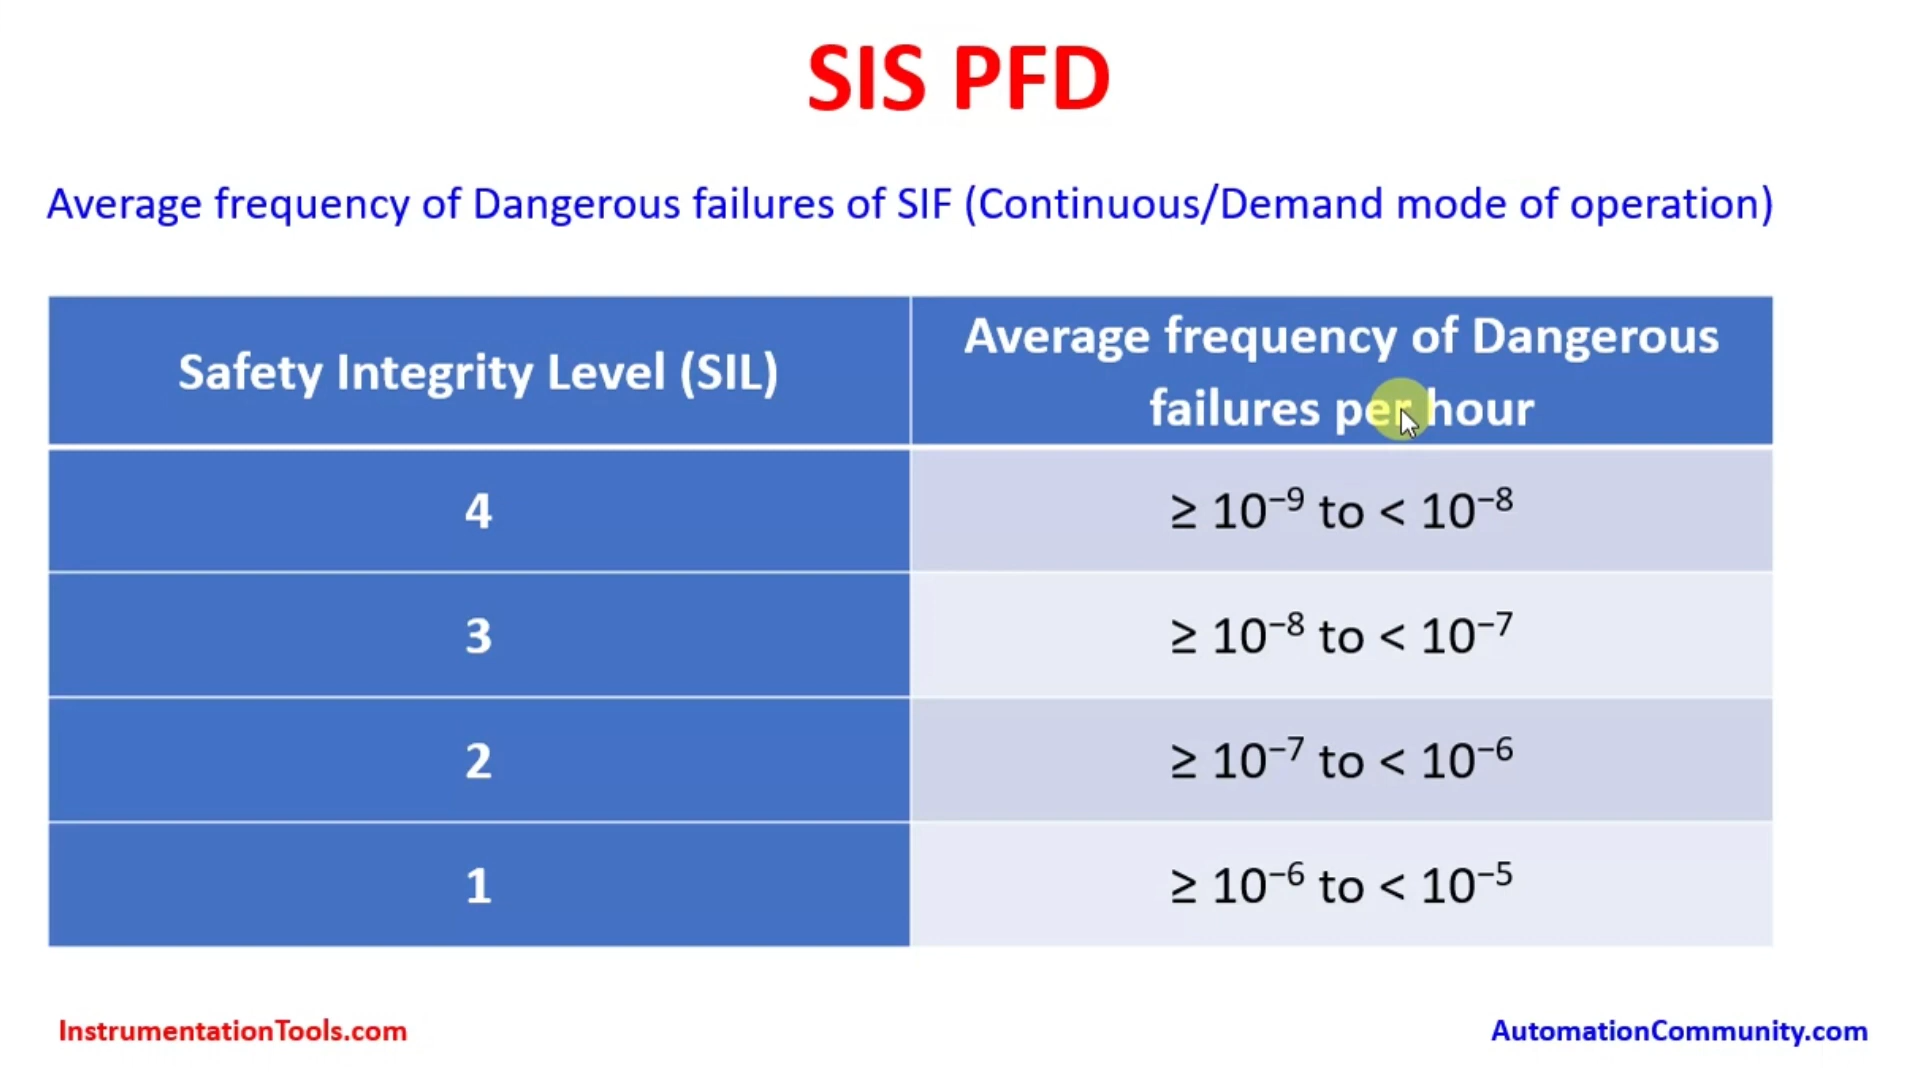 SIS PFD
Average frequency of Dangerous failures of SIF (Continuous/Demand mode of operation)
Safety Integrity Level (SIL)
Average frequency of Dangerous
failures per hour
4
≥ 10⁻⁹ to < 10⁻⁸
3
≥ 10⁻⁸ to < 10⁻⁷
2
≥ 10⁻⁷ to < 10⁻⁶
1
≥ 10⁻⁶ to < 10⁻⁵
InstrumentationTools.com
AutomationCommunity.com